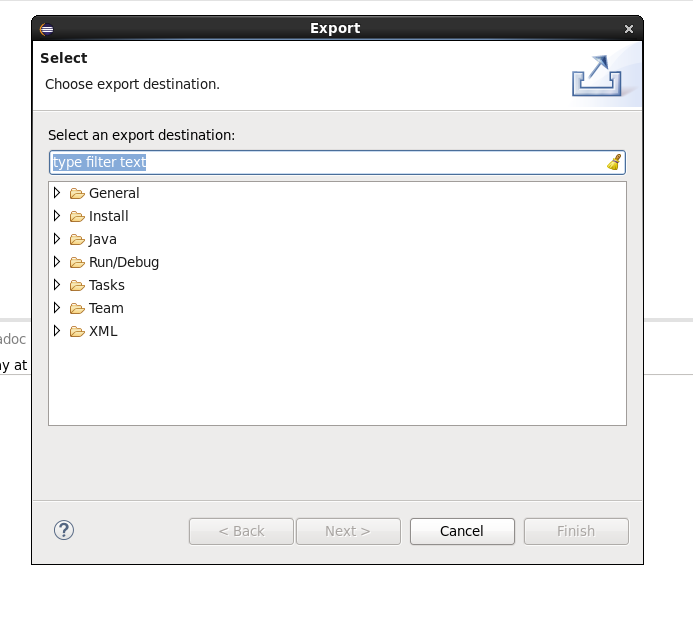 Export
Select
Choose export destination.
Select an export destination:
type filter text
General
Install
Java
Run/Debug
Tasks
Team
XML
adoc
ay at
?
< Back Next > Cancel Finish